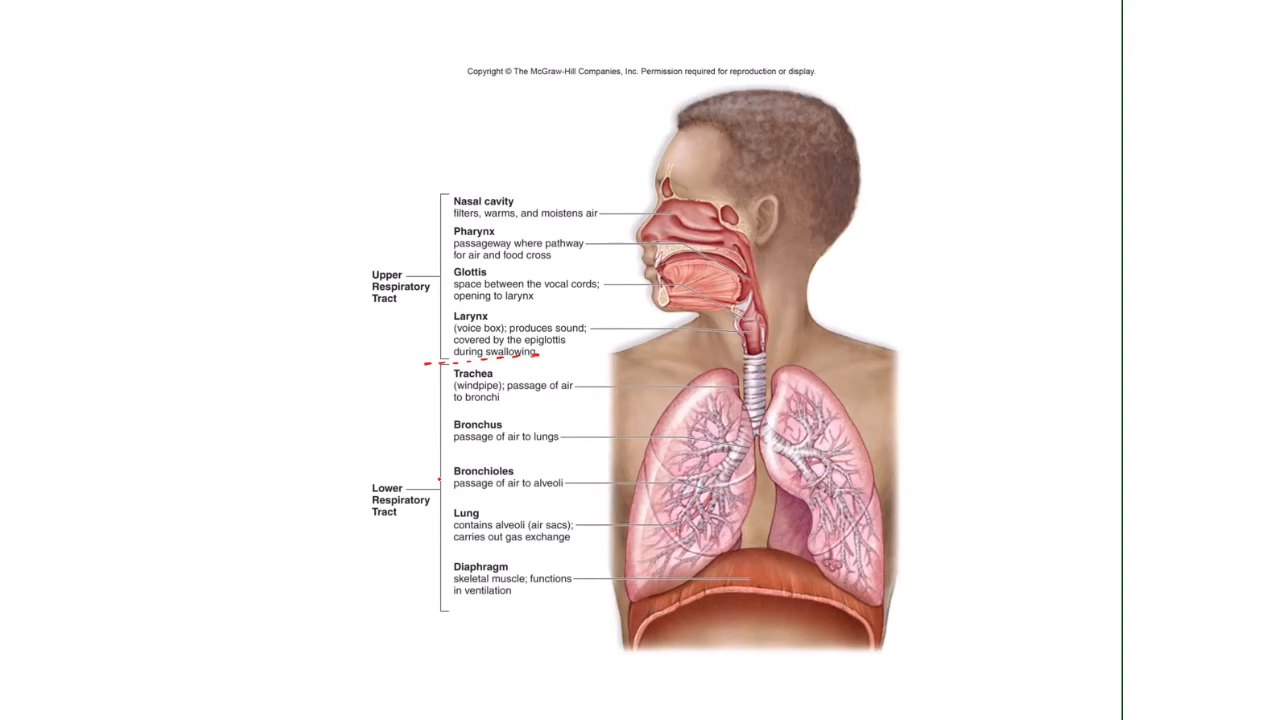 Copyright © The McGraw-Hill Companies, Inc. Permission required for reproduction or display.
Upper
Respiratory
Tract
Nasal cavity
filters, warms, and moistens air
Pharynx
passageway where pathway
for air and food cross
Glottis
space between the vocal cords;
opening to larynx
Larynx
(voice box); produces sound;
covered by the epiglottis
during swallowing
Lower
Respiratory
Tract
Trachea
(windpipe); passage of air
to bronchi
Bronchus
passage of air to lungs
Bronchioles
passage of air to alveoli
Lung
contains alveoli (air sacs);
carries out gas exchange
Diaphragm
skeletal muscle; functions
in ventilation